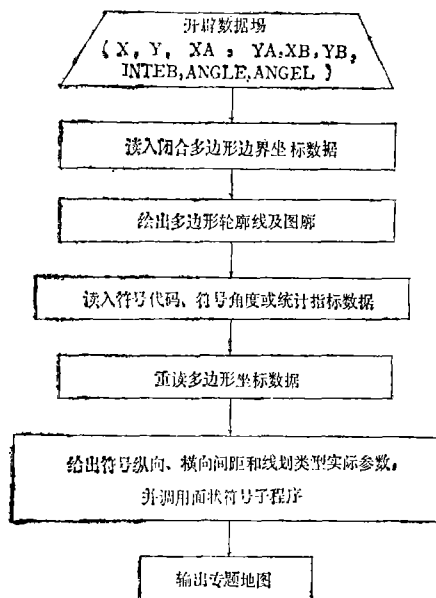 开辟数据场
(X, Y, XA, YA, XB, YB,
INTEB, ANGLE, ANGEL)
读入闭合多边形边界坐标数据
绘出多边形轮廓线及图廓
读入符号代码、符号角度或统计指标数据
重读多边形坐标数据
给出符号纵向、横向间距和线划类型实际参数，
并调用面状符号子程序
输出专题地图